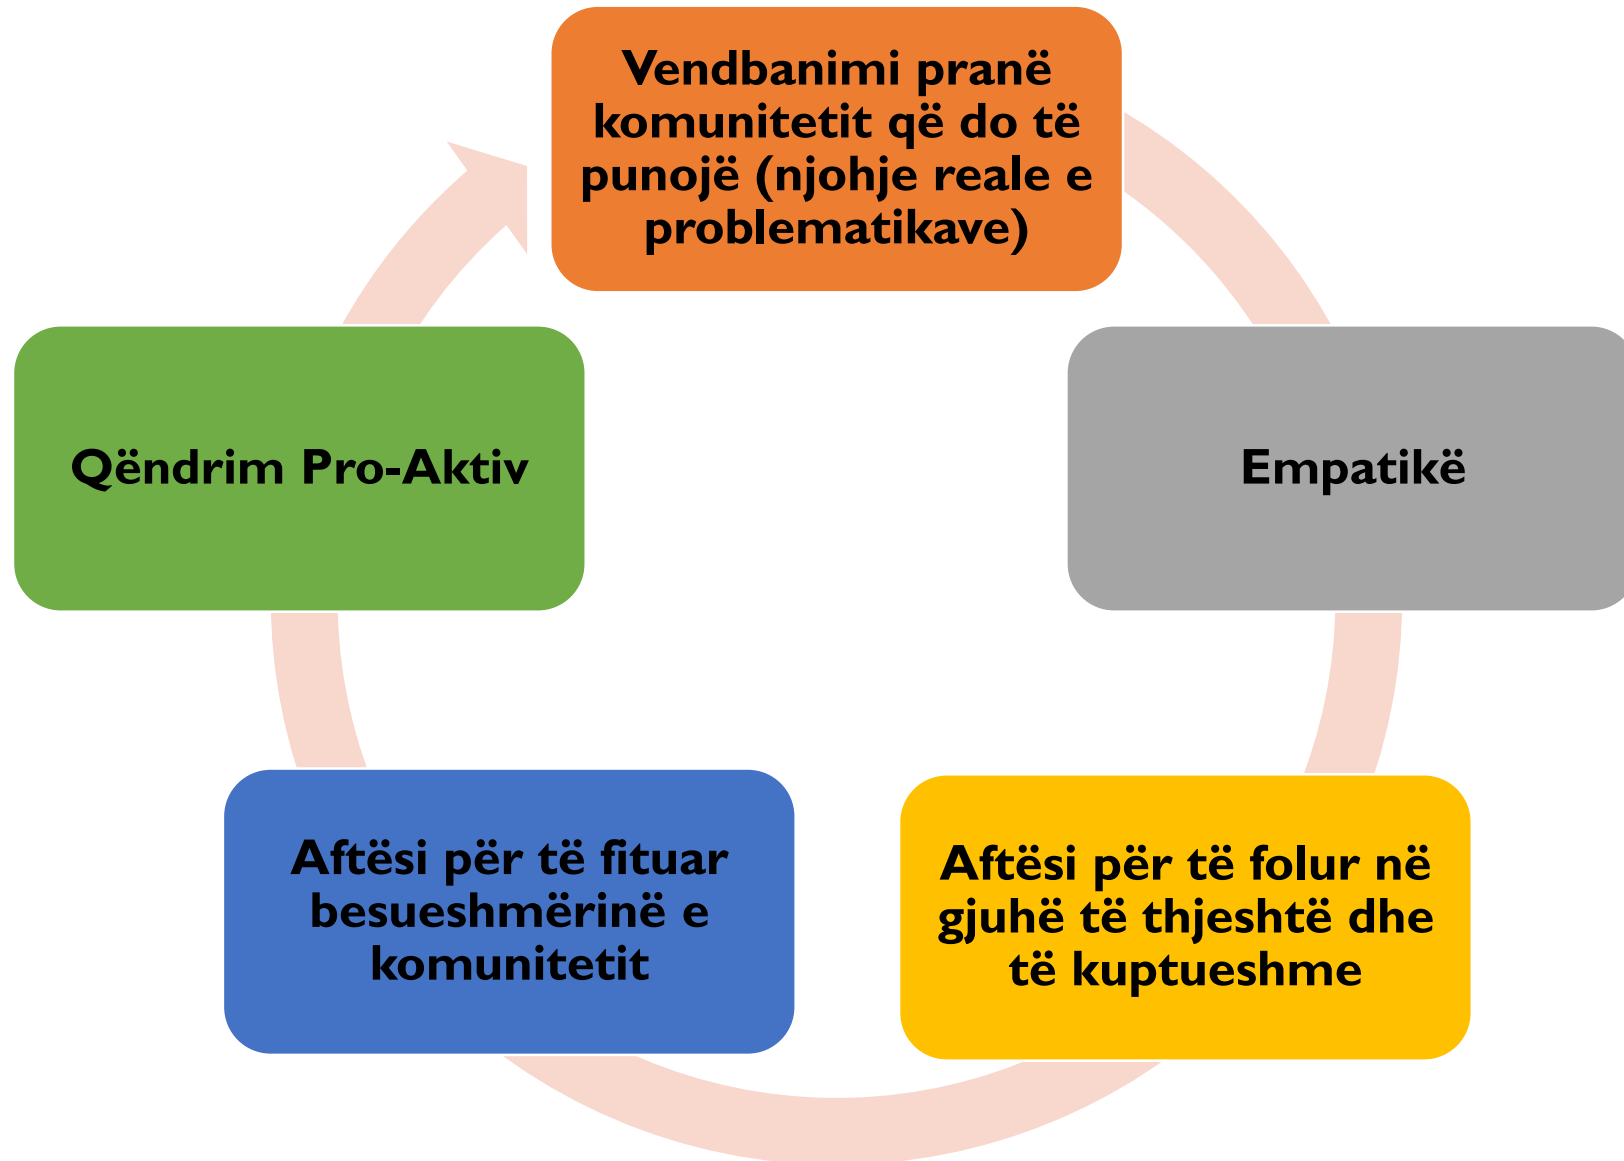 Vendbanimi pranë
komunitetit që do të
punojë (njohje reale e
problematikave)
Empatikë
Aftësi për të folur në
gjuhë të thjeshtë dhe
të kuptueshme
Aftësi për të fituar
besueshmërinë e
komunitetit
Qëndrim Pro-Aktiv